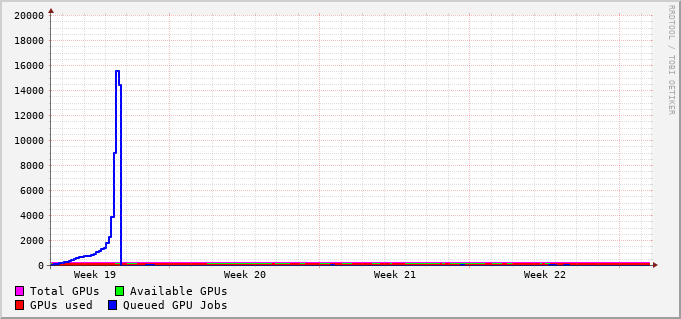 20000
18000
16000
14000
12000
10000
8000
6000
4000
2000
0
Week 19 Week 20 Week 21 Week 22
Total GPUs Available GPUs
GPUs used Queued GPU Jobs
RRDTOOL / TOBI OETIKER